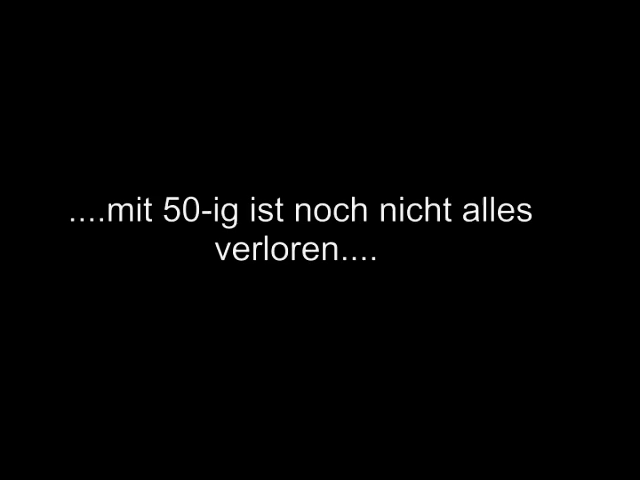 ....mit 50-ig ist noch nicht alles
verloren....